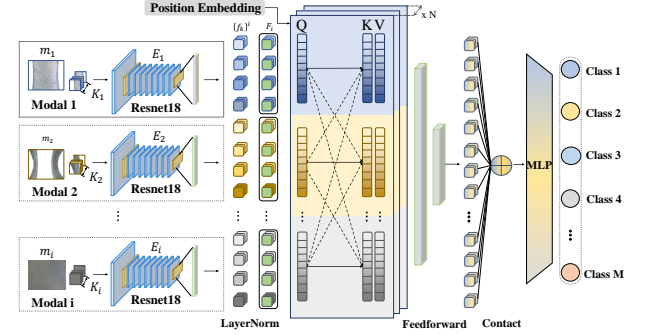 Position Embedding
x N
{f_k}^i
F_i
Q
K V
m_1
E_1
K_1
Modal 1
Resnet18
m_2
E_2
K_2
Modal 2
Resnet18
m_i
E_i
K_i
Modal i
Resnet18
LayerNorm
Feedforward
Contact
MLP
Class 1
Class 2
Class 3
Class 4
Class M